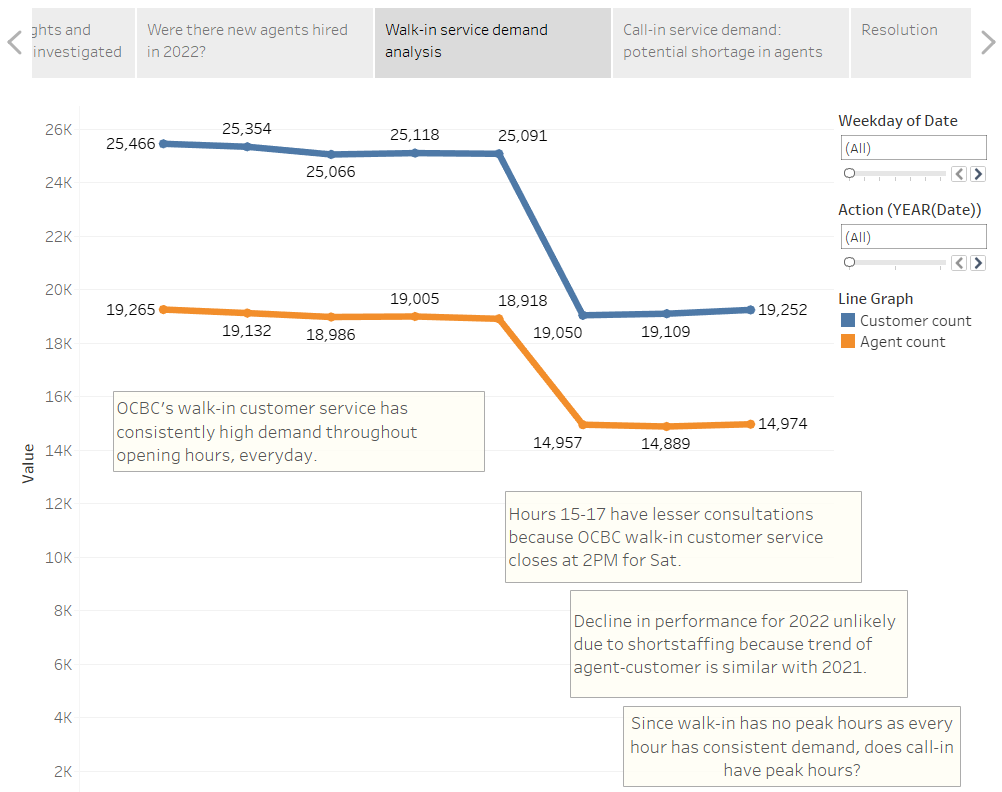 ghts and
investigated
Were there new agents hired
in 2022?
Walk-in service demand
analysis
Call-in service demand:
potential shortage in agents
Resolution
26K
24K
22K
20K
18K
16K
14K
12K
10K
8K
6K
4K
2K
Value
25,466
25,354
25,066
25,118
25,091
19,050
19,109
19,252
19,265
19,132
18,986
19,005
18,918
14,957
14,889
14,974
OCBC's walk-in customer service has
consistently high demand throughout
opening hours, everyday.
Hours 15-17 have lesser consultations
because OCBC walk-in customer service
closes at 2PM for Sat.
Decline in performance for 2022 unlikely
due to shortstaffing because trend of
agent-customer is similar with 2021.
Since walk-in has no peak hours as every
hour has consistent demand, does call-in
have peak hours?
Weekday of Date
(All)
Action (YEAR(Date))
(All)
Line Graph
Customer count
Agent count